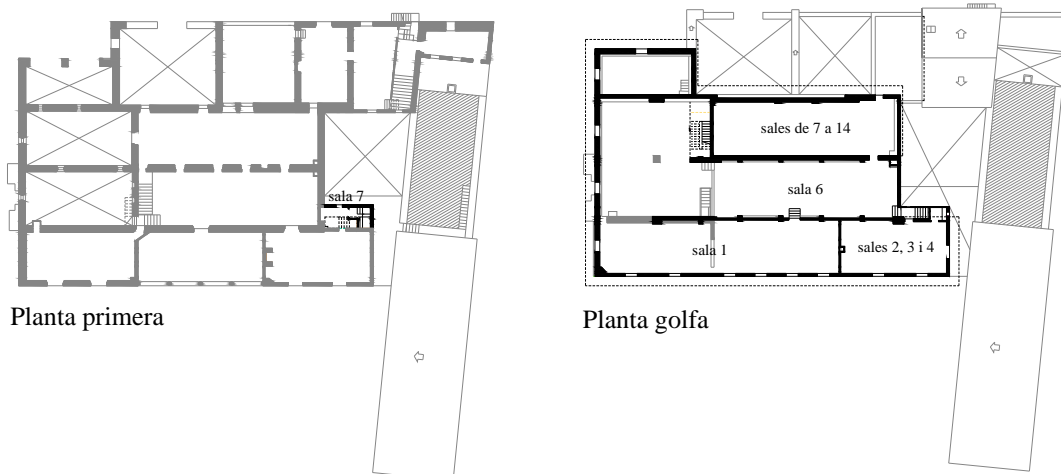 sala 7
Planta primera
sales de 7 a 14
sala 6
sala 1
sales 2, 3 i 4
Planta golfa